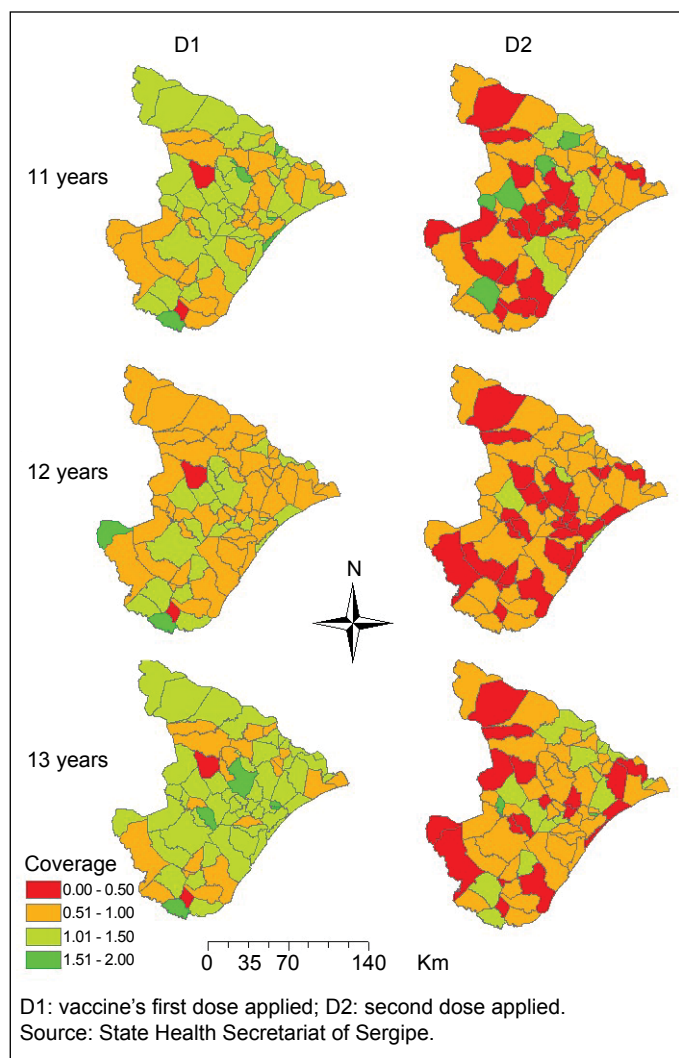 D1 D2
11 years
12 years
N
13 years
Coverage
0.00 - 0.50
0.51 - 1.00
1.01 - 1.50
1.51 - 2.00
0 35 70 140 Km
D1: vaccine's first dose applied; D2: second dose applied.
Source: State Health Secretariat of Sergipe.